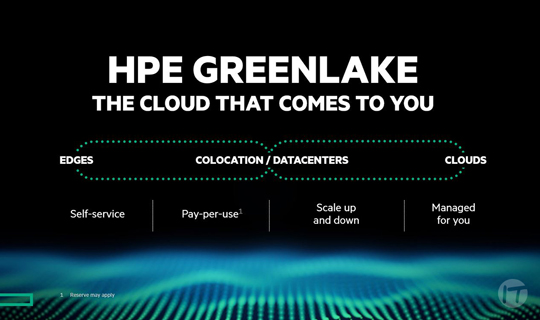 HPE GREENLAKE
THE CLOUD THAT COMES TO YOU
EDGES
COLOCATION / DATACENTERS
CLOUDS
Self-service
Pay-per-use1
Scale up
and down
Managed
for you
1 Reserve may apply